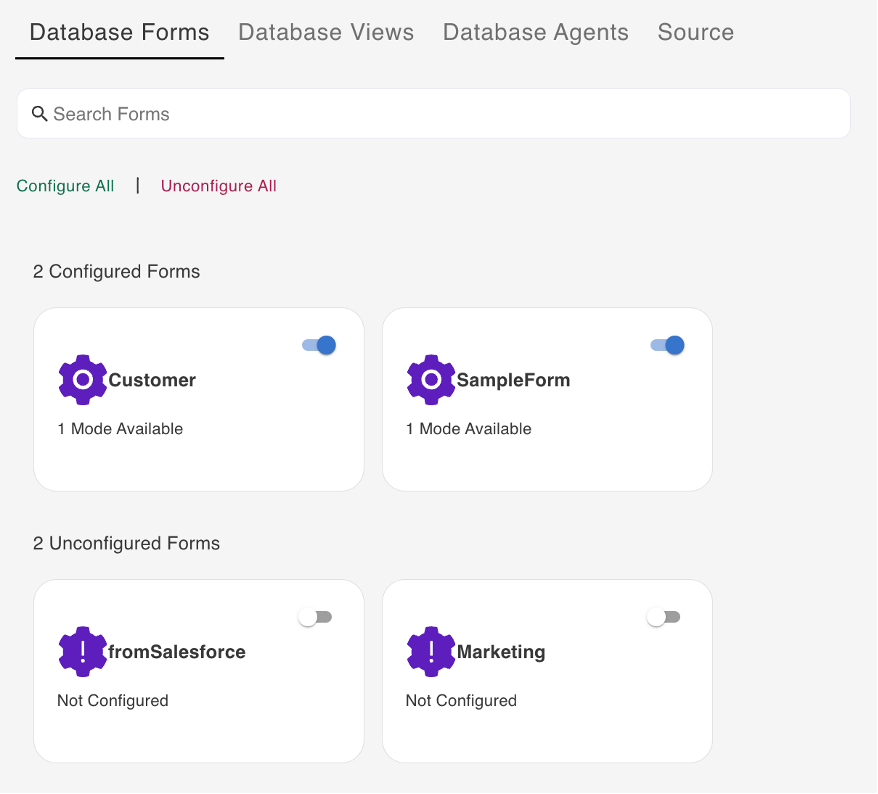 Database Forms Database Views Database Agents Source
Search Forms
Configure All | Unconfigure All
2 Configured Forms
Customer
1 Mode Available
SampleForm
1 Mode Available
2 Unconfigured Forms
fromSalesforce
Not Configured
Marketing
Not Configured